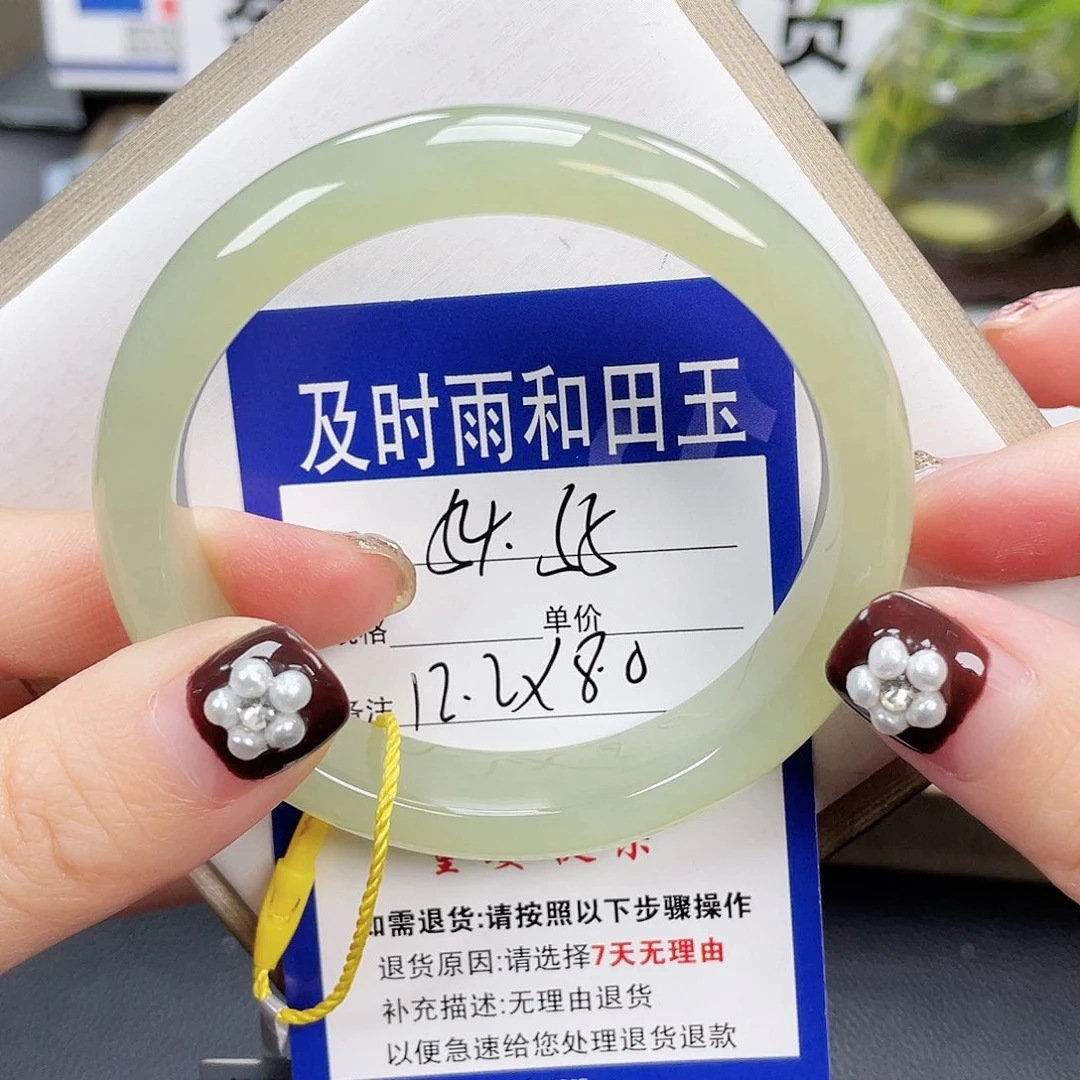 货
及时雨和田玉
单价
12.2X8.0
如需退货:请按照以下步骤操作
退货原因:请选择7天无理由
补充描述:无理由退货
以便急速给您处理退货退款